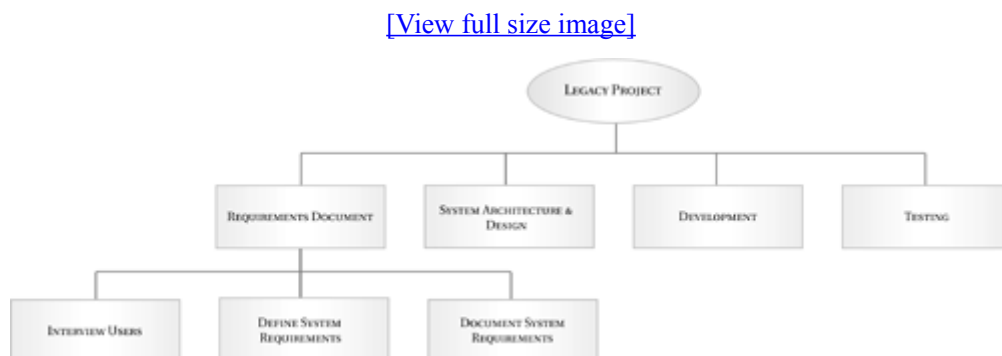 [View full size image]
LEGACY PROJECT
REQUIREMENTS DOCUMENT
SYSTEM ARCHITECTURE &
DESIGN
DEVELOPMENT
TESTING
INTERVIEW USERS
DEFINE SYSTEM
REQUIREMENTS
DOCUMENT SYSTEM
REQUIREMENTS